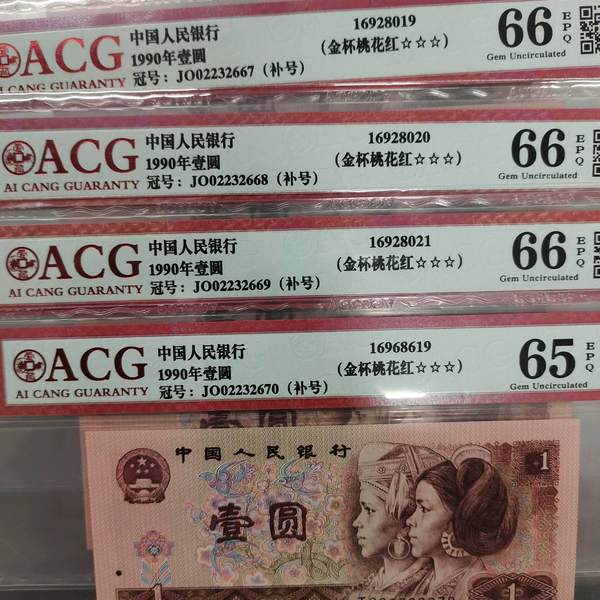 ACG
AI CANG GUARANTY
中国人民银行
1990年壹圆
冠号：JO02232667（补号）
16928019
（金杯桃花红☆☆☆）
66 EPQ
Gem Uncirculated
ACG
AI CANG GUARANTY
中国人民银行
1990年壹圆
冠号：JO02232668（补号）
16928020
（金杯桃花红☆☆☆）
66 EPQ
Gem Uncirculated
ACG
AI CANG GUARANTY
中国人民银行
1990年壹圆
冠号：JO02232669（补号）
16928021
（金杯桃花红☆☆☆）
66 EPQ
Gem Uncirculated
ACG
AI CANG GUARANTY
中国人民银行
1990年壹圆
冠号：JO02232670（补号）
16968619
（金杯桃花红☆☆☆）
65 EPQ
Gem Uncirculated
壹圆
中国人民银行
1
壹圆
1
1